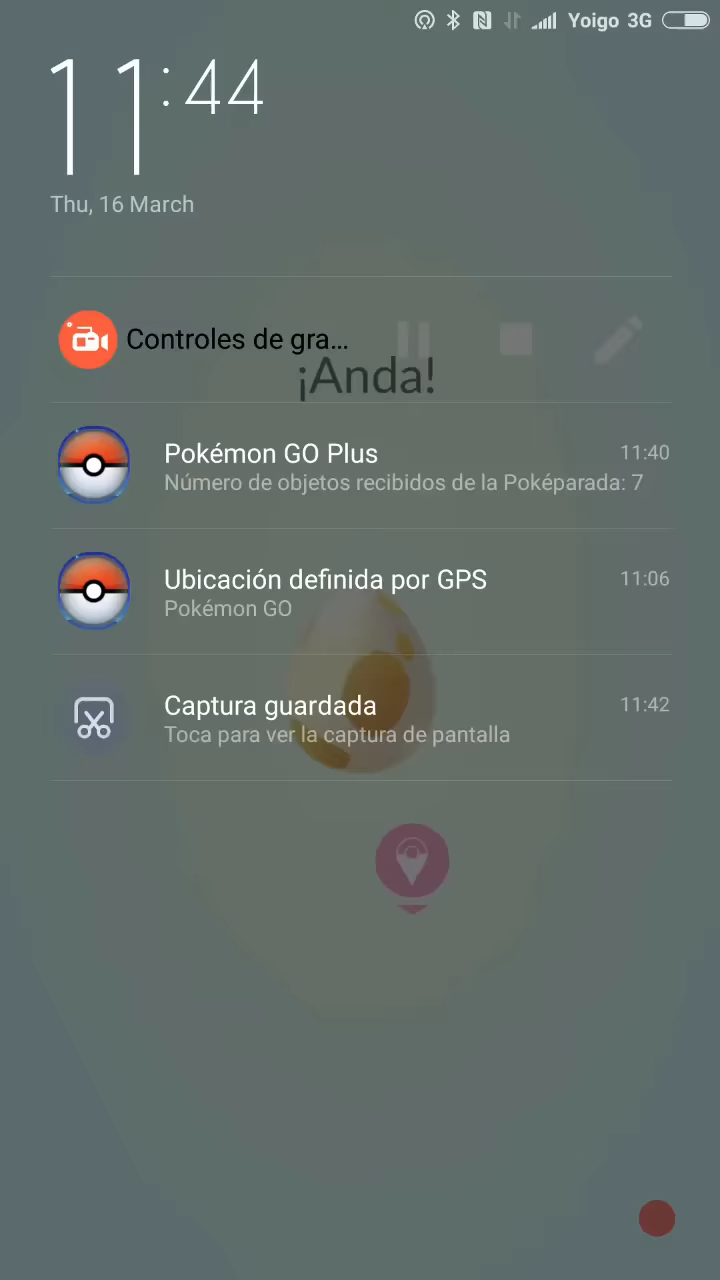 Yoigo 3G
11:44
Thu, 16 March
Controles de gra...
¡Anda!
Pokémon GO Plus
11:40
Número de objetos recibidos de la Poképarada: 7
Ubicación definida por GPS
11:06
Pokémon GO
Captura guardada
11:42
Toca para ver la captura de pantalla